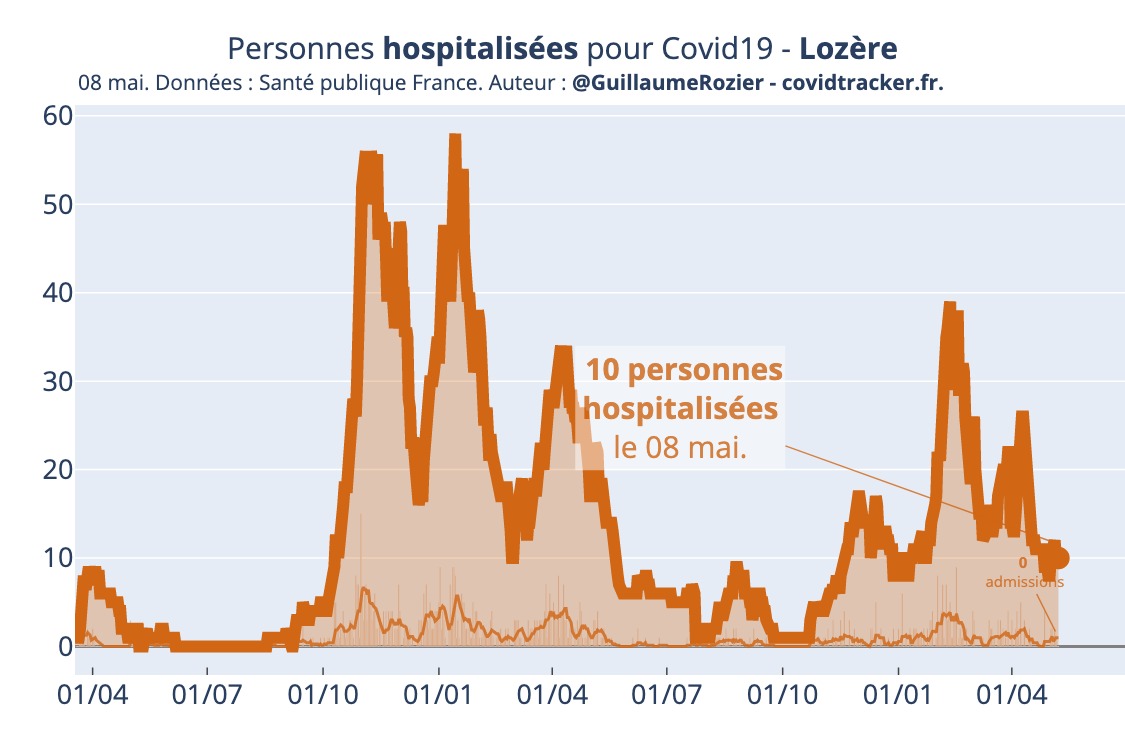 Personnes hospitalisées pour Covid19 - Lozère
08 mai. Données : Santé publique France. Auteur : @GuillaumeRozier - covidtracker.fr.
60
50
40
30
20
10
0
10 personnes
hospitalisées
le 08 mai.
0
admissions
01/04
01/07
01/10
01/01
01/04
01/07
01/10
01/01
01/04